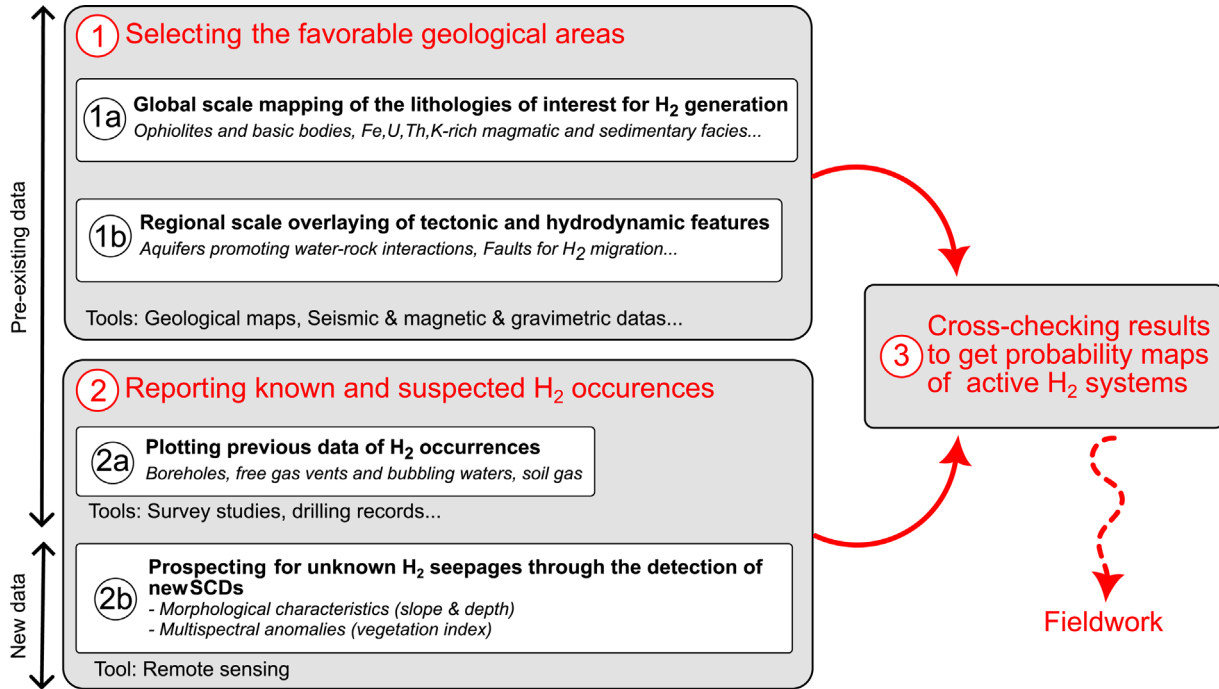 Pre-existing data
New data
1 Selecting the favorable geological areas
1a Global scale mapping of the lithologies of interest for H2 generation
Ophiolites and basic bodies, Fe,U,Th,K-rich magmatic and sedimentary facies...
1b Regional scale overlaying of tectonic and hydrodynamic features
Aquifers promoting water-rock interactions, Faults for H2 migration...
Tools: Geological maps, Seismic & magnetic & gravimetric datas...
2 Reporting known and suspected H2 occurences
2a Plotting previous data of H2 occurrences
Boreholes, free gas vents and bubbling waters, soil gas
Tools: Survey studies, drilling records...
2b Prospecting for unknown H2 seepages through the detection of
newSCDs
- Morphological characteristics (slope & depth)
- Multispectral anomalies (vegetation index)
Tool: Remote sensing
3 Cross-checking results
to get probability maps
of active H2 systems
Fieldwork